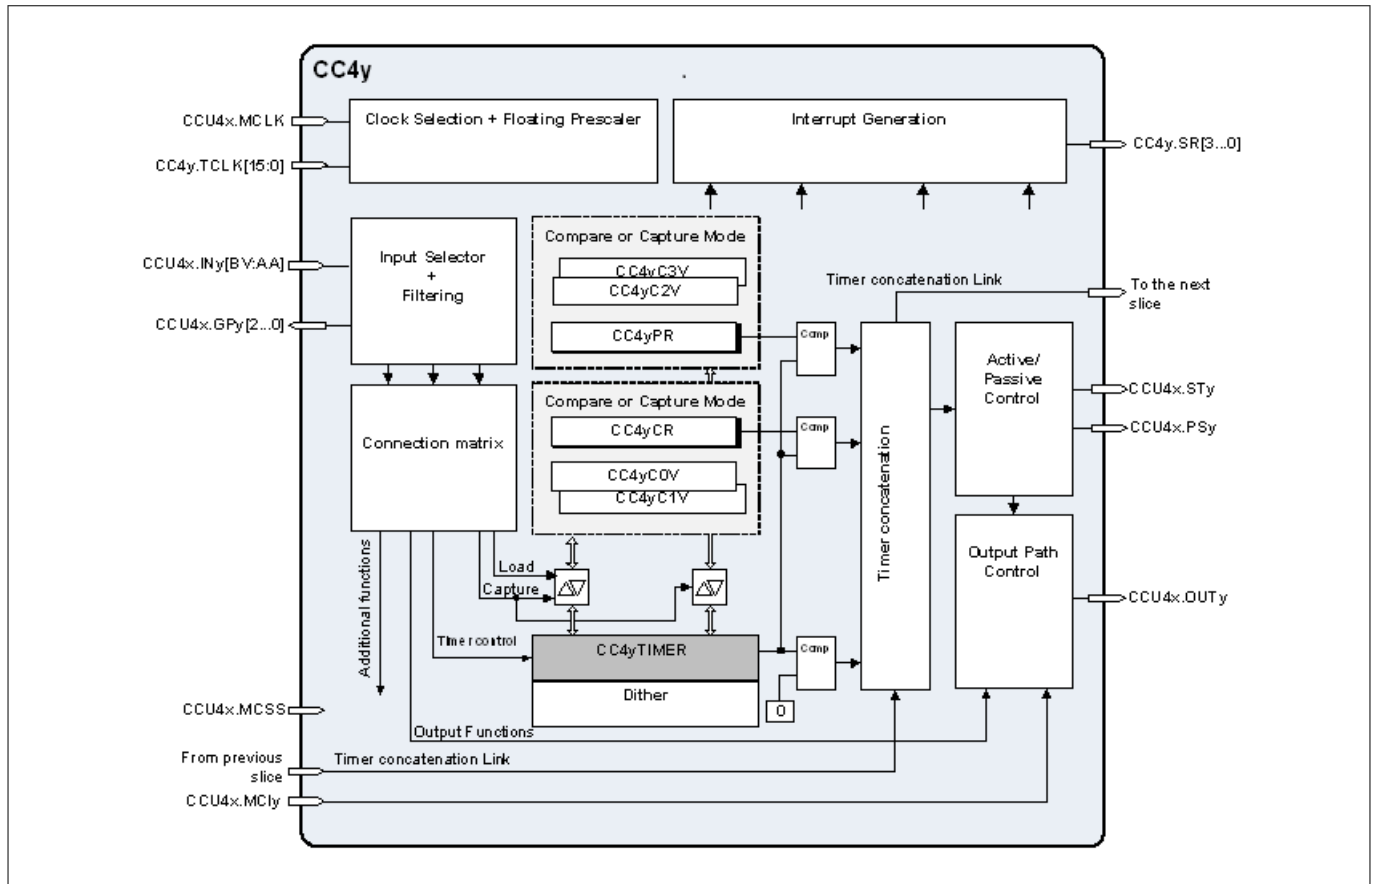 CC4y
CCU4x.MCLK
CC4y.TCLK[15:0]
Clock Selection + Floating Prescaler
Interrupt Generation
CC4y.SR[3...0]
CCU4x.INy[BV:AA]
CCU4x.GPy[2...0]
Input Selector
+
Filtering
Compare or Capture Mode
CC4yC3V
CC4yC2V
CC4yPR
Comp
Timer concatenation Link
To the next
slice
Connection matrix
Compare or Capture Mode
CC4yCR
CC4yC0V
CC4yC1V
Comp
Timer concatenation
Active/
Passive
Control
CCU4x.STy
CCU4x.PSy
Output Path
Control
CCU4x.OUTy
Additional functions
Load
Capture
Timer control
CC4yTIMER
Dither
Comp
0
CCU4x.MCSS
Output Functions
From previous
slice
Timer concatenation Link
CCU4x.MCIy